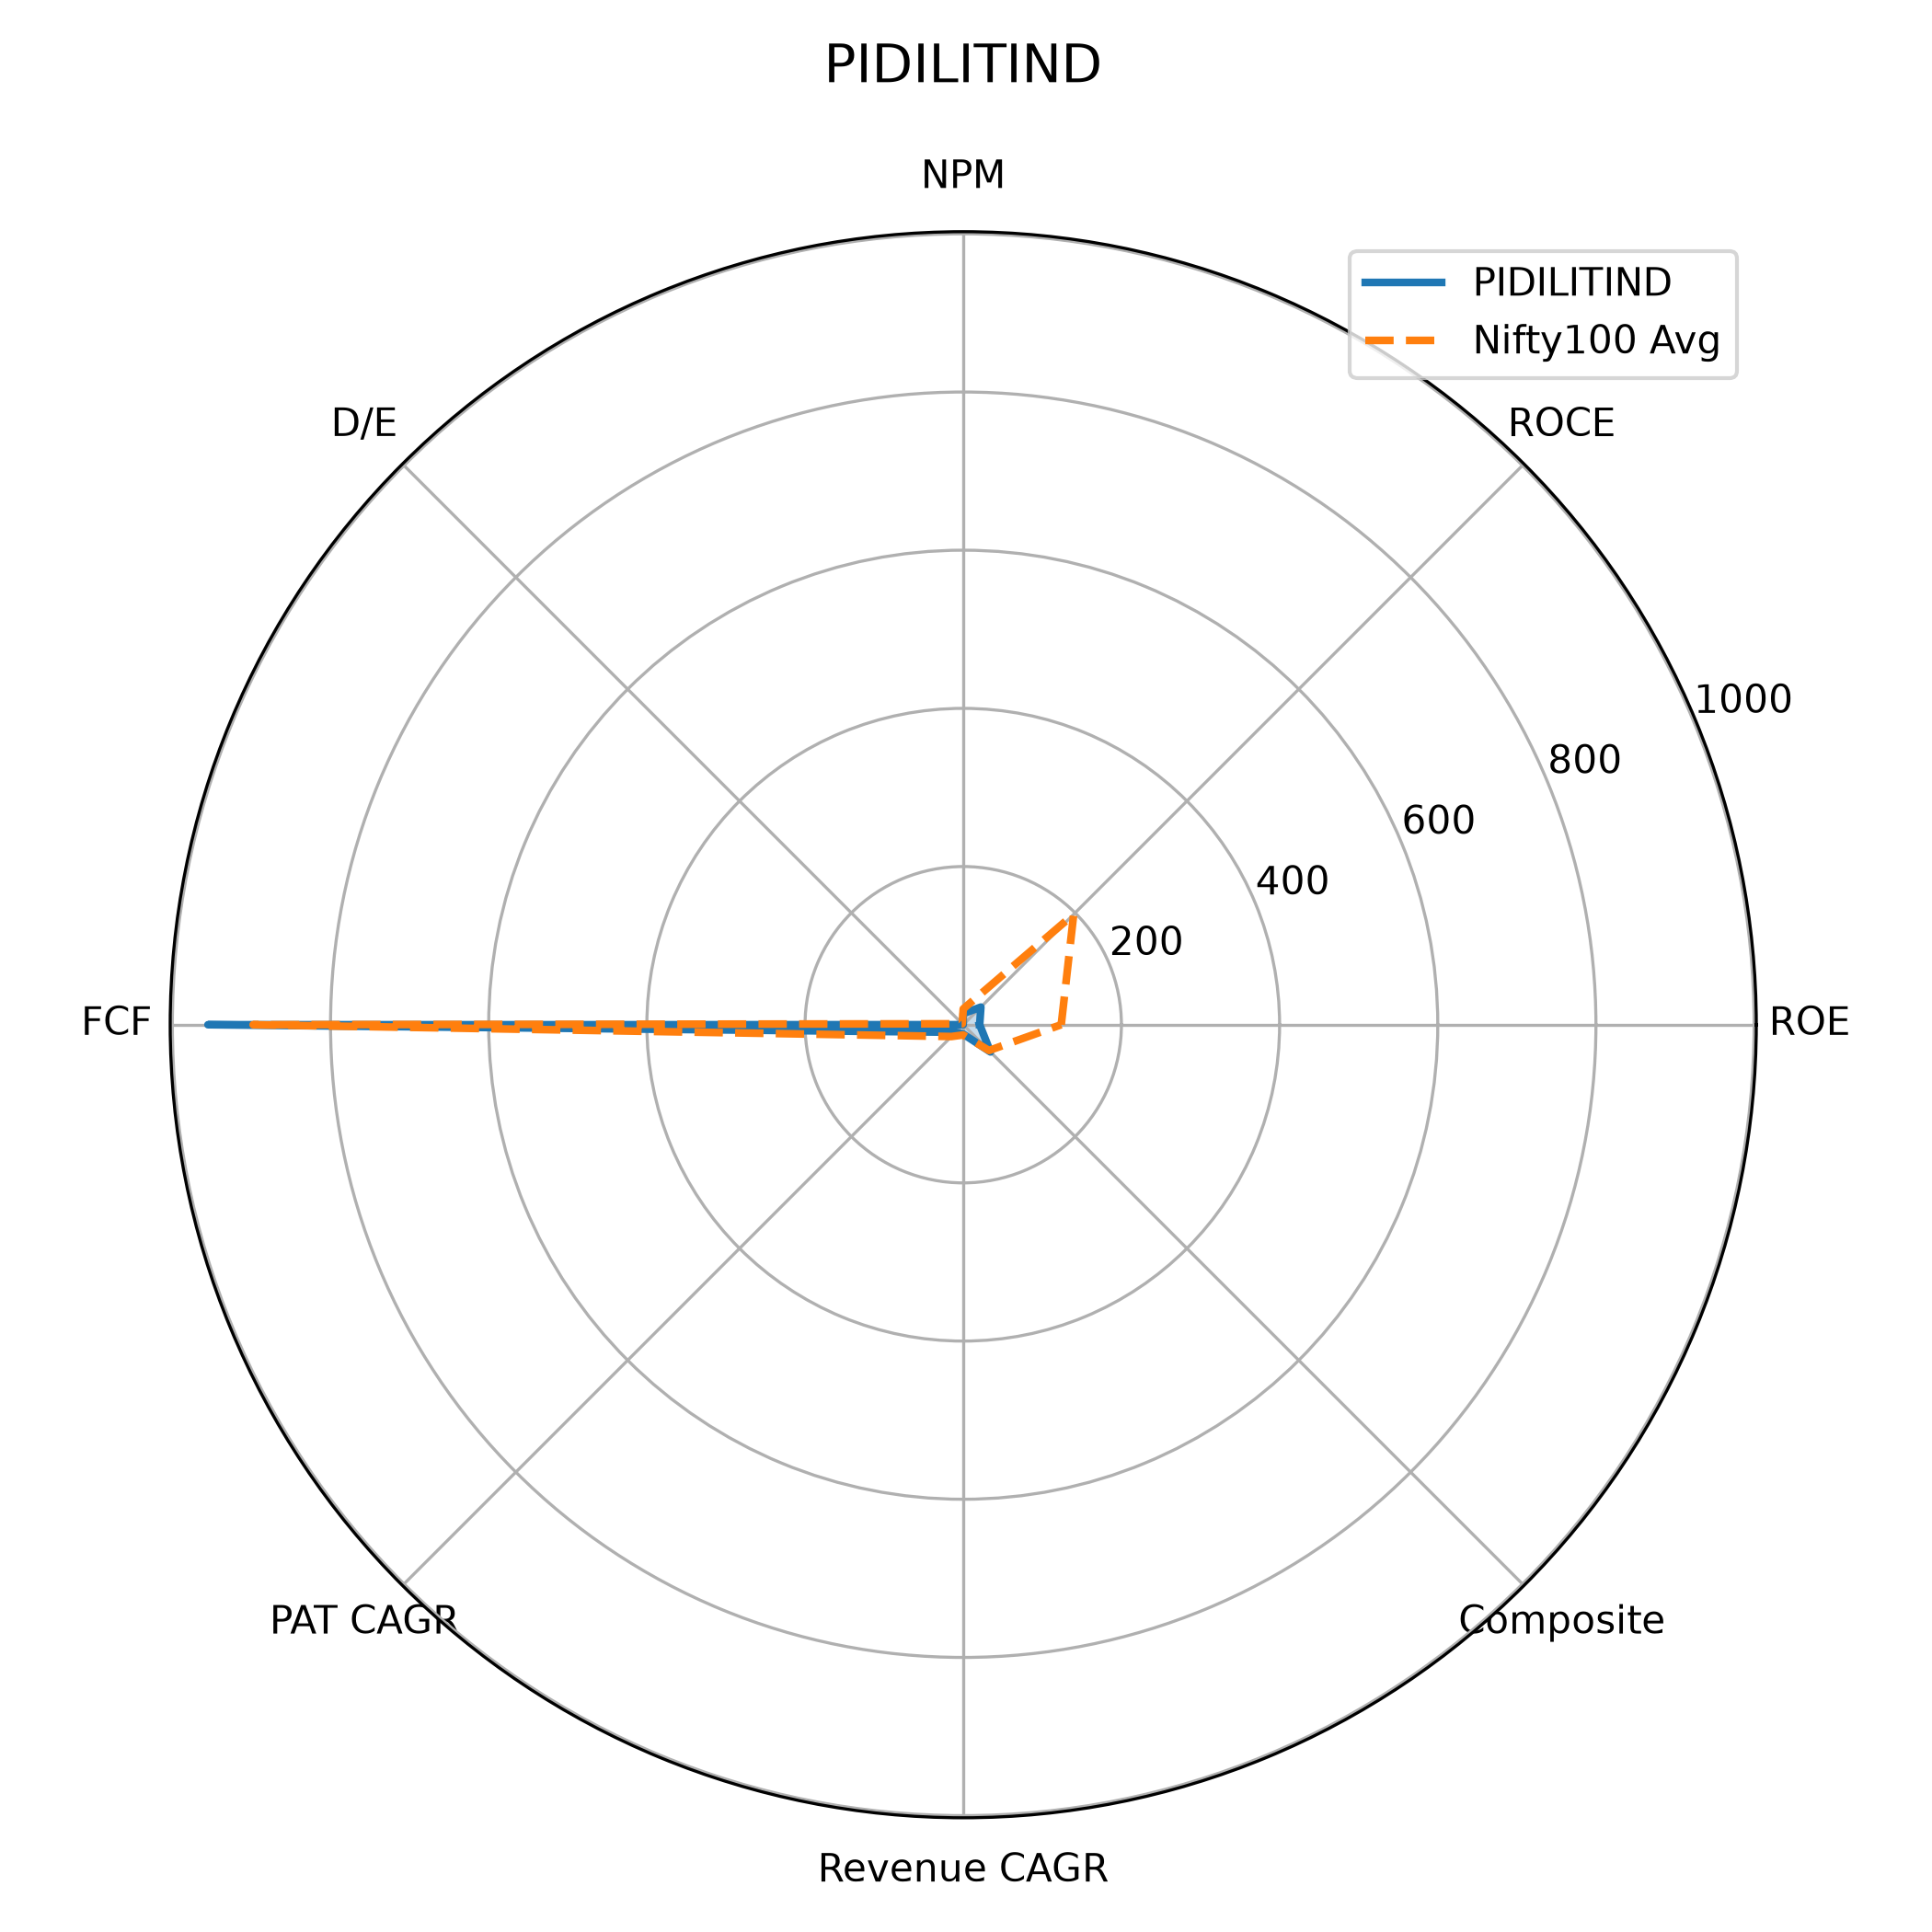 PIDILITIND
NPM
PIDILITIND
Nifty100 Avg
D/E
ROCE
1000
800
600
400
200
FCF
ROE
PAT CAGR
Composite
Revenue CAGR